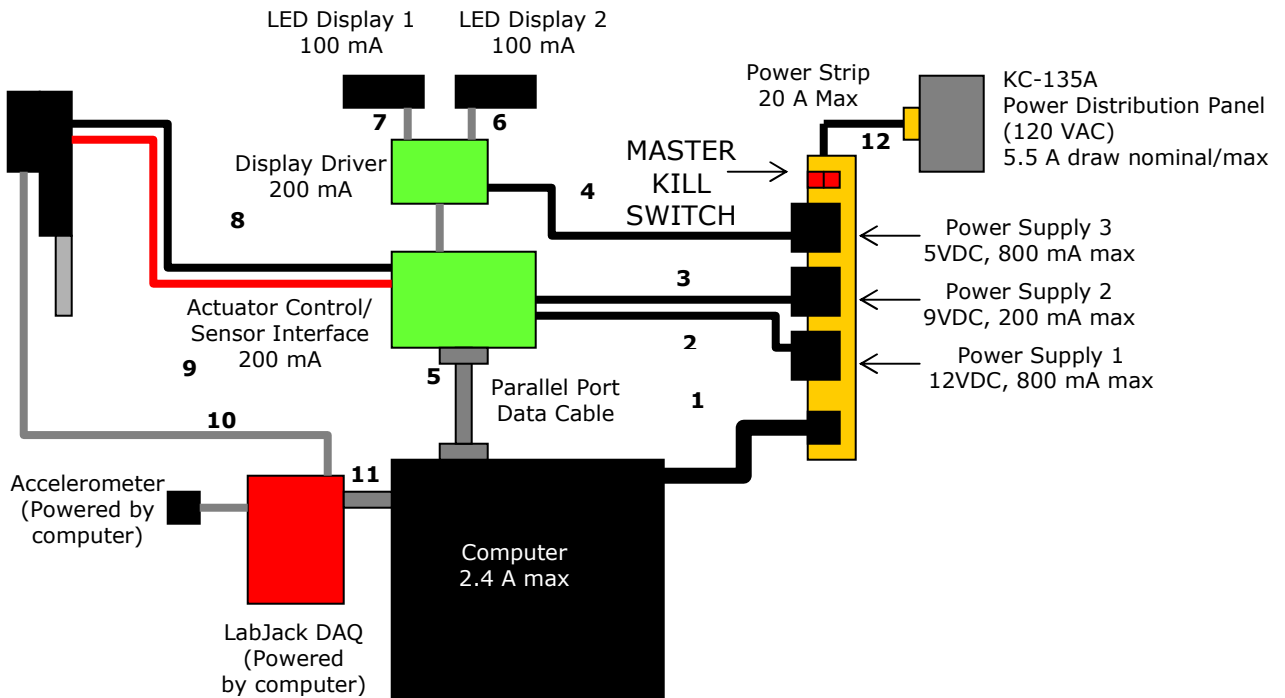 LED Display 1
100 mA
LED Display 2
100 mA
Power Strip
20 A Max
KC-135A
Power Distribution Panel
(120 VAC)
5.5 A draw nominal/max
7
6
12
Display Driver
200 mA
MASTER
KILL
SWITCH
4
8
Power Supply 3
5VDC, 800 mA max
3
Power Supply 2
9VDC, 200 mA max
Actuator Control/
Sensor Interface
200 mA
2
Power Supply 1
12VDC, 800 mA max
9
5
Parallel Port
Data Cable
1
10
11
Accelerometer
(Powered by
computer)
Computer
2.4 A max
LabJack DAQ
(Powered
by computer)